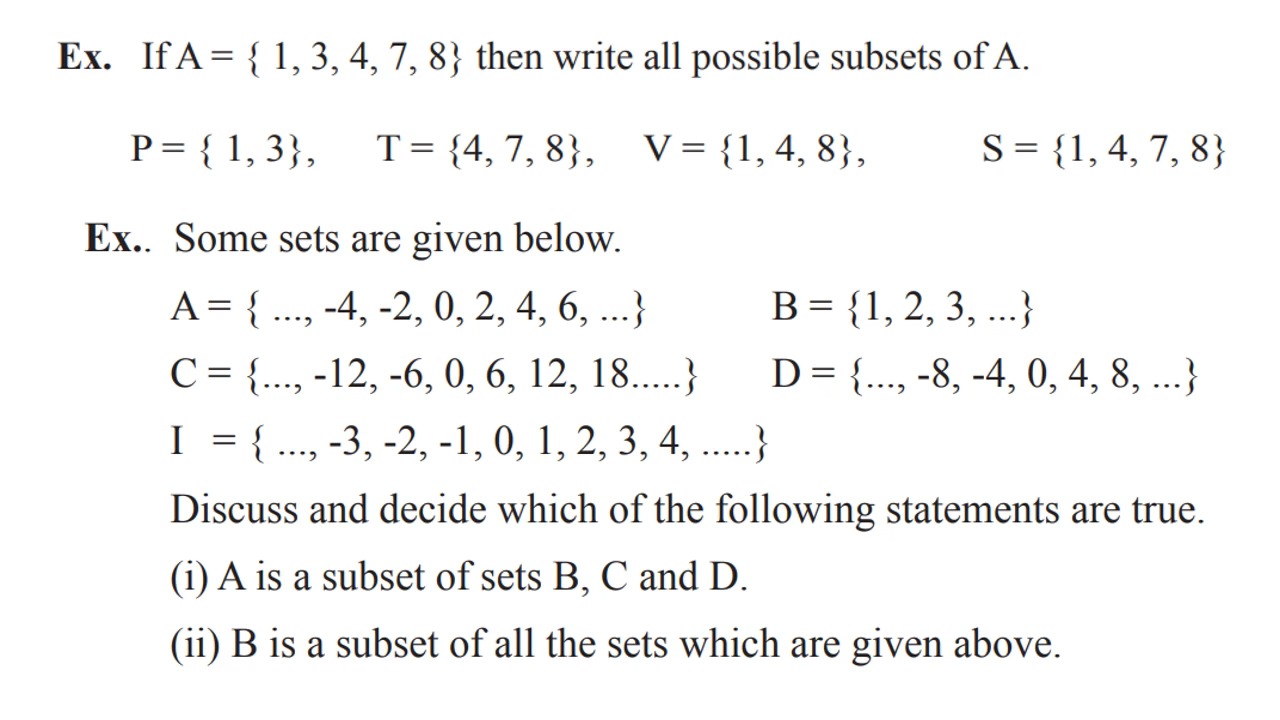 Ex. If A = { 1, 3, 4, 7, 8} then write all possible subsets of A.
P = { 1, 3}, T = {4, 7, 8}, V = {1, 4, 8}, S = {1, 4, 7, 8}
Ex.. Some sets are given below.
A = { ..., -4, -2, 0, 2, 4, 6, ...} B = {1, 2, 3, ...}
C = {..., -12, -6, 0, 6, 12, 18.....} D = {..., -8, -4, 0, 4, 8, ...}
I = { ..., -3, -2, -1, 0, 1, 2, 3, 4, .....}
Discuss and decide which of the following statements are true.
(i) A is a subset of sets B, C and D.
(ii) B is a subset of all the sets which are given above.